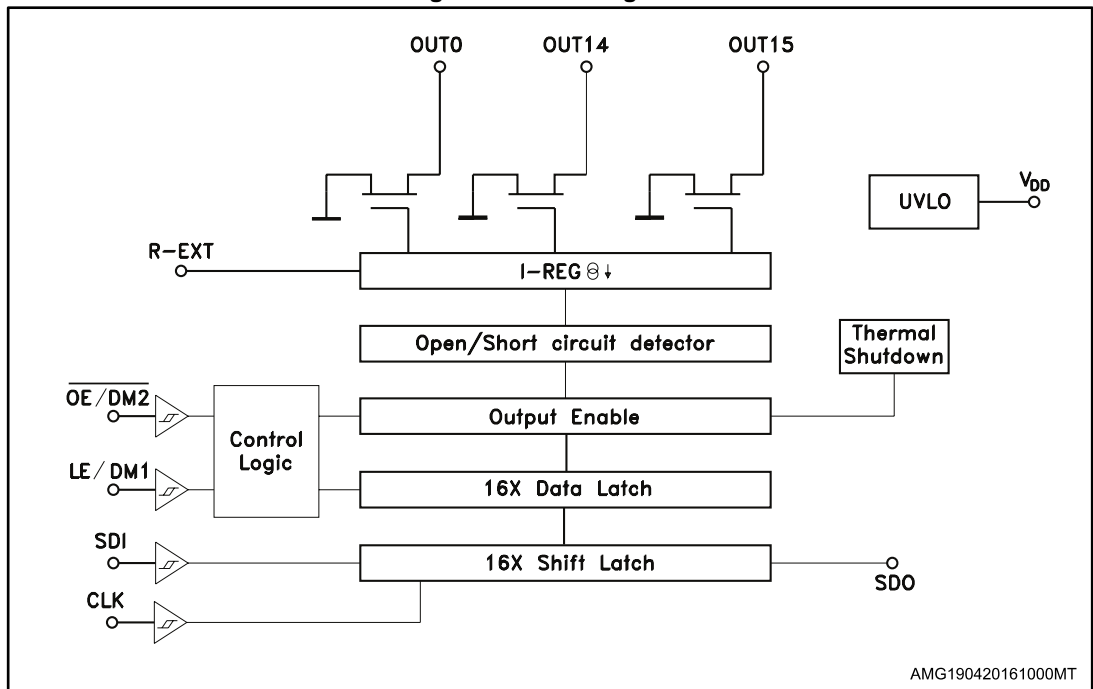 OUT0 OUT14 OUT15
VDD
UVLO
R-EXT
I-REG
Open/Short circuit detector
Thermal
Shutdown
OE/DM2
Output Enable
Control
Logic
LE/DM1
16X Data Latch
SDI
16X Shift Latch
SDO
CLK
AMG190420161000MT